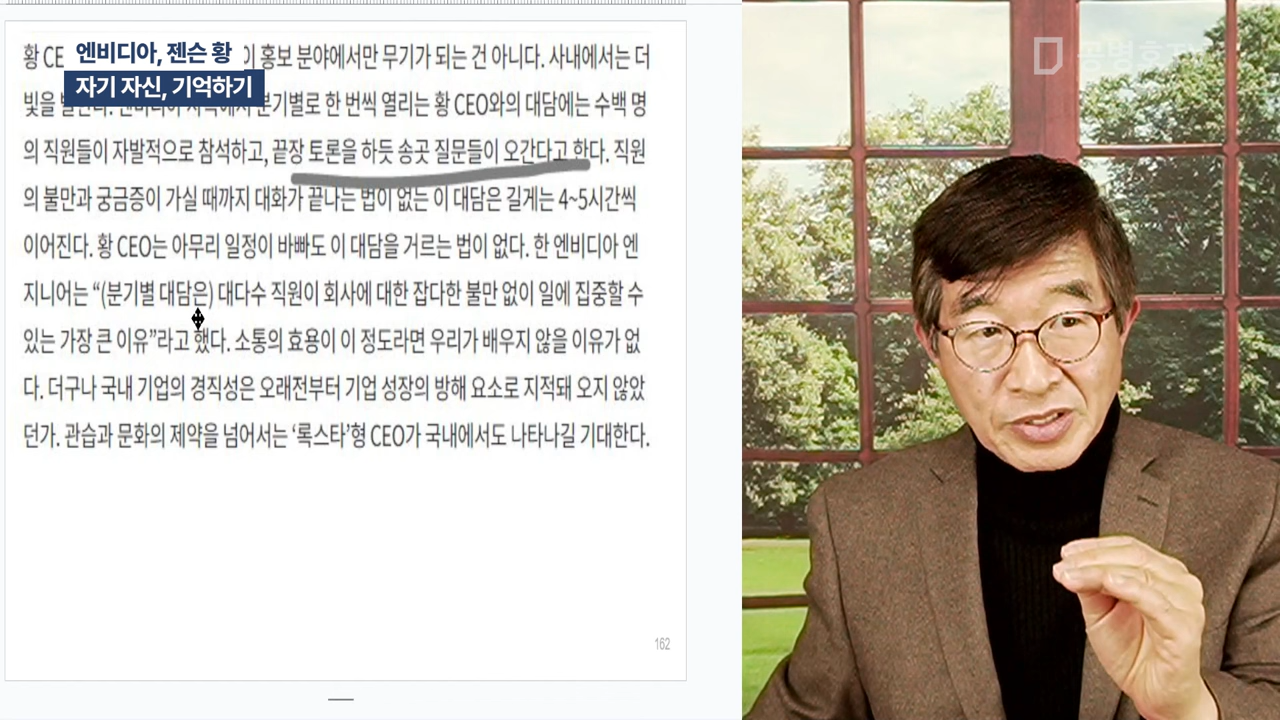 엔비디아, 젠슨 황
자기 자신, 기억하기
황 CE 이 홍보 분야에서만 무기가 되는 건 아니다. 사내에서는 더
빛을 분기별로 한 번씩 열리는 황 CEO와의 대담에는 수백 명
의 직원들이 자발적으로 참석하고, 끝장 토론을 하듯 송곳 질문들이 오간다고 한다. 직원
의 불만과 궁금증이 가실 때까지 대화가 끝나는 법이 없는 이 대담은 길게는 4~5시간씩
이어진다. 황 CEO는 아무리 일정이 바빠도 이 대담을 거르는 법이 없다. 한 엔비디아 엔
지니어는 “(분기별 대담은) 대다수 직원이 회사에 대한 잡다한 불만 없이 일에 집중할 수
있는 가장 큰 이유”라고 했다. 소통의 효용이 이 정도라면 우리가 배우지 않을 이유가 없
다. 더구나 국내 기업의 경직성은 오래전부터 기업 성장의 방해 요소로 지적돼 오지 않았
던가. 관습과 문화의 제약을 넘어서는 ‘록스타’형 CEO가 국내에서도 나타나길 기대한다.
162